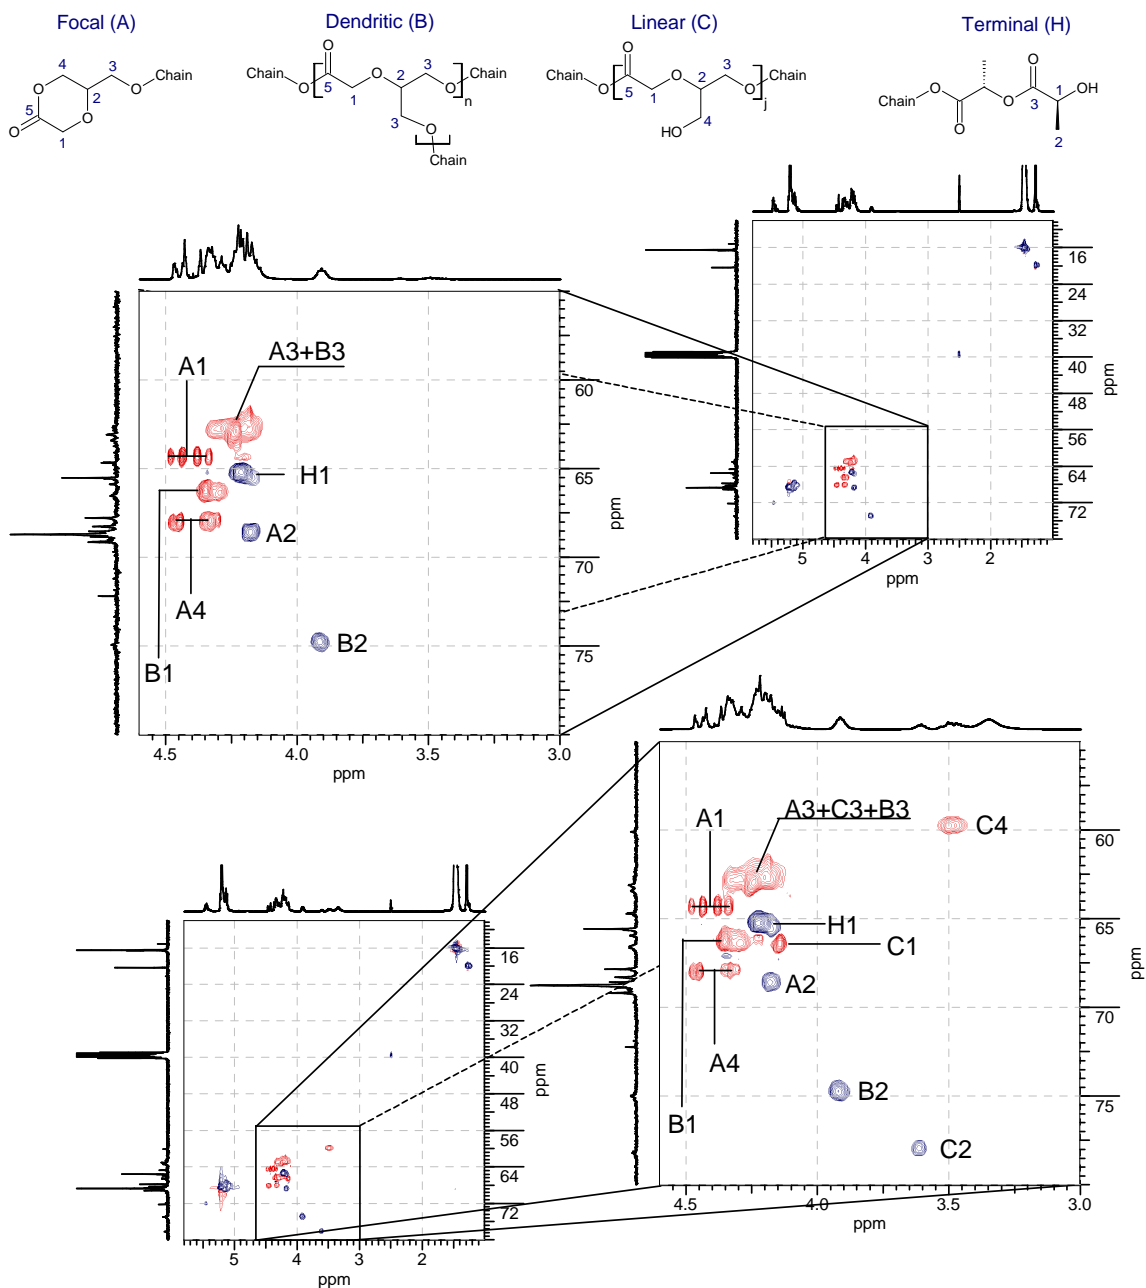 Focal (A) Dendritic (B) Linear (C) Terminal (H)
4 3 O Chain O 2 5 O O 1
Chain O O 5 1 O 2 3 O Chain n 3 O Chain
Chain O O 5 1 O 2 3 O Chain j HO 4
Chain O O O O 3 1 OH 2
A3+B3
A1
H1
A2
A4
B1
B2
60
65
70
75
ppm
4.5 4.0 3.5 3.0
ppm
16
24
32
40
48
56
64
72
ppm
5 4 3 2
ppm
A3+C3+B3
A1
C4
H1
C1
A2
A4
B1
B2
C2
60
65
70
75
ppm
4.5 4.0 3.5 3.0
ppm
16
24
32
40
48
56
64
72
ppm
5 4 3 2
ppm